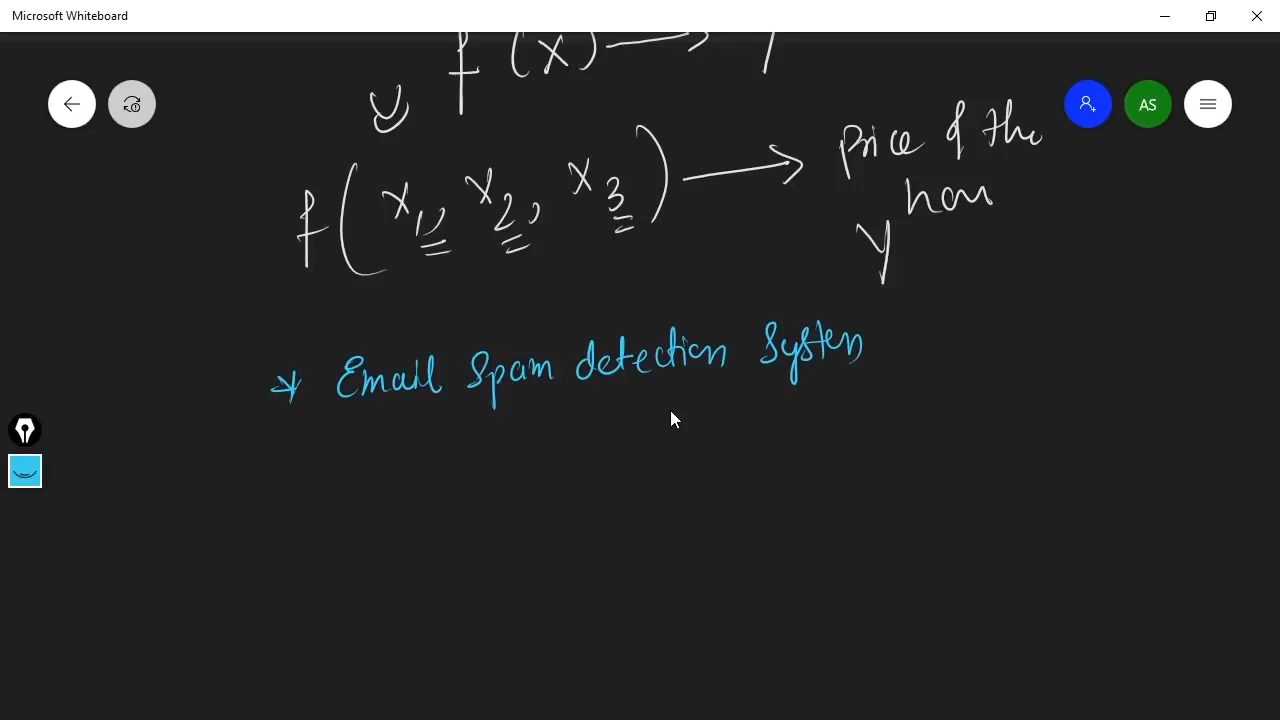 Microsoft Whiteboard
f(x) →
AS
f(x1, x2, x3) → Price of the
hou
y
* Email Spam detection System